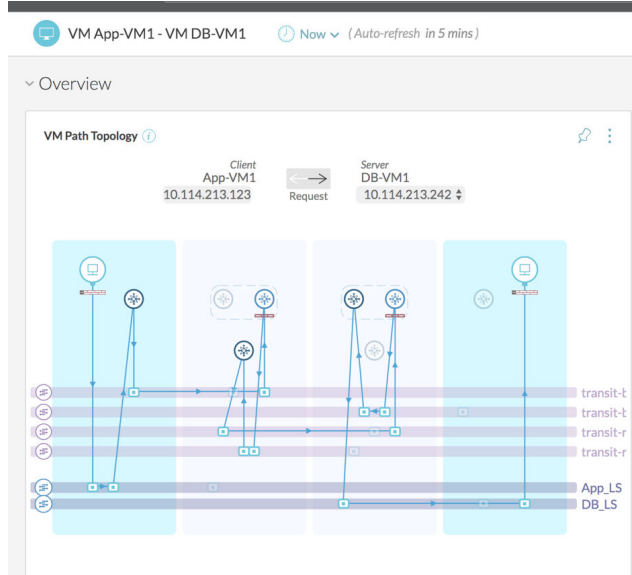 VM App-VM1 - VM DB-VM1
Now (Auto-refresh in 5 mins)
Overview
VM Path Topology
Client
App-VM1
10.114.213.123
Request
Server
DB-VM1
10.114.213.242
transit-t
transit-t
transit-r
transit-r
App_LS
DB_LS